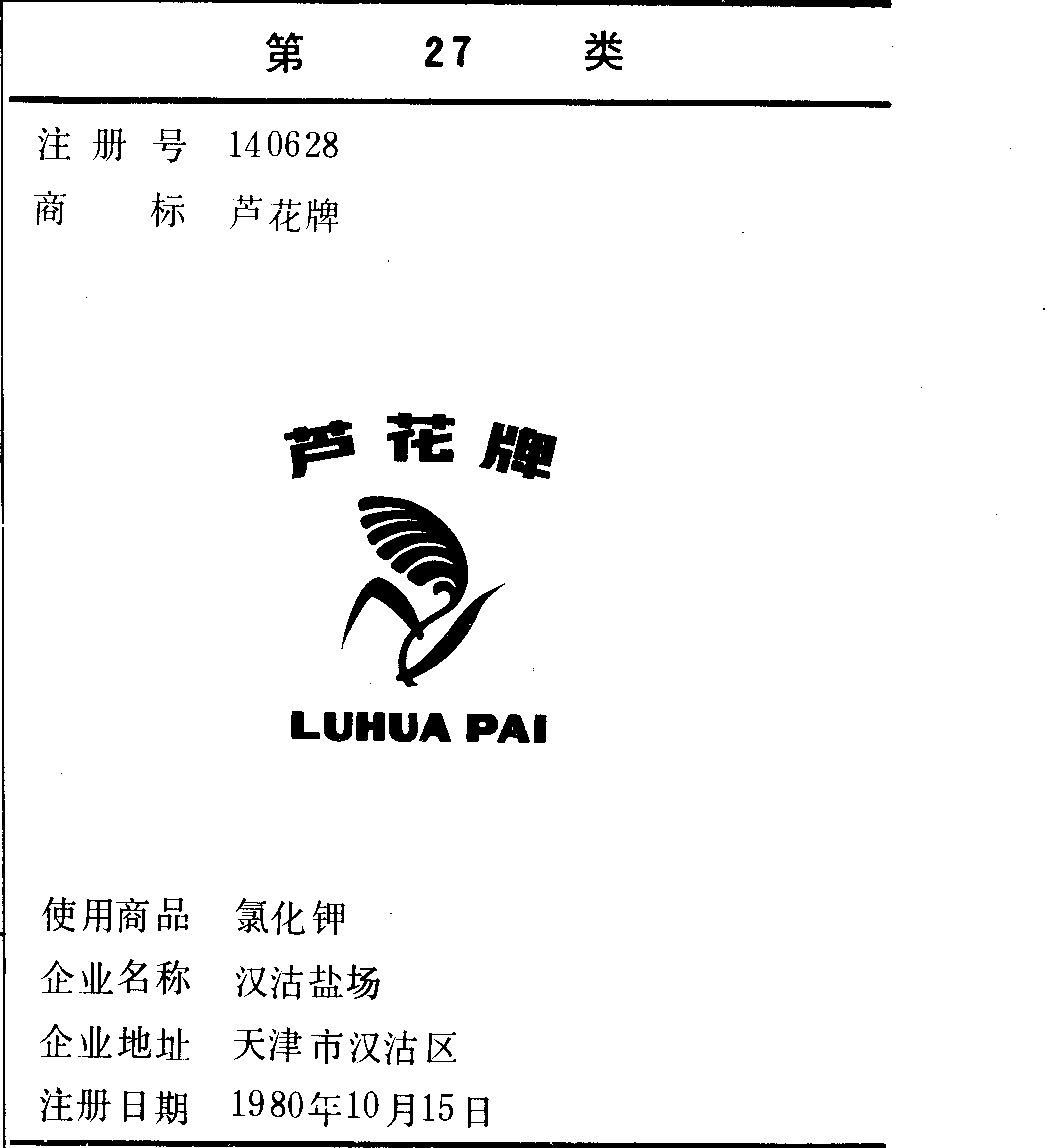 第 27 类
注册号 140628
商标 芦花牌
芦花牌
LUHUA PAI
使用商品 氯化钾
企业名称 汉沽盐场
企业地址 天津市汉沽区
注册日期 1980年10月15日